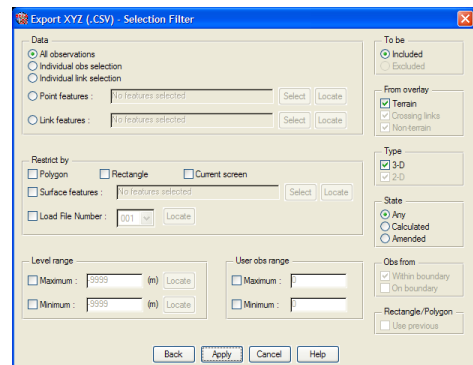 Export XYZ (.CSV) - Selection Filter
Data
All observations
Individual obs selection
Individual link selection
Point features :
No features selected
Select
Locate
Link features :
No features selected
Select
Locate
Restrict by
Polygon
Rectangle
Current screen
Surface features :
No features selected
Select
Locate
Load File Number :
001
Locate
Level range
Maximum :
-9999
(m)
Locate
Minimum :
-9999
(m)
Locate
User obs range
Maximum :
0
Minimum :
0
To be
Included
Excluded
From overlay
Terrain
Crossing links
Non-terrain
Type
3-D
2-D
State
Any
Calculated
Amended
Obs from
Within boundary
On boundary
Rectangle/Polygon
Use previous
Back
Apply
Cancel
Help